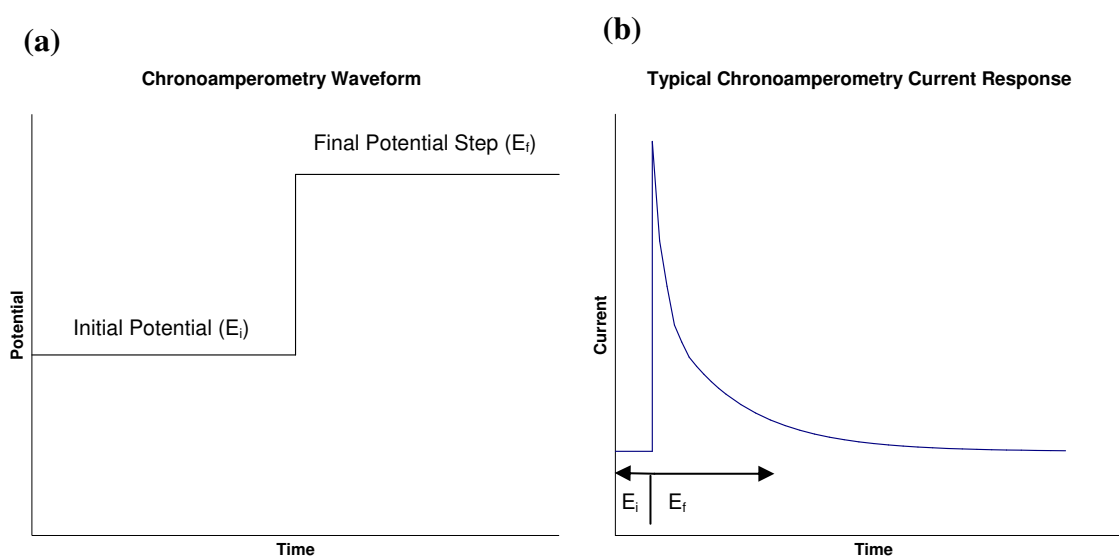 (a)
Chronoamperometry Waveform
Final Potential Step (Ef)
Initial Potential (Ei)
Potential
Time
(b)
Typical Chronoamperometry Current Response
Current
Ei
Ef
Time